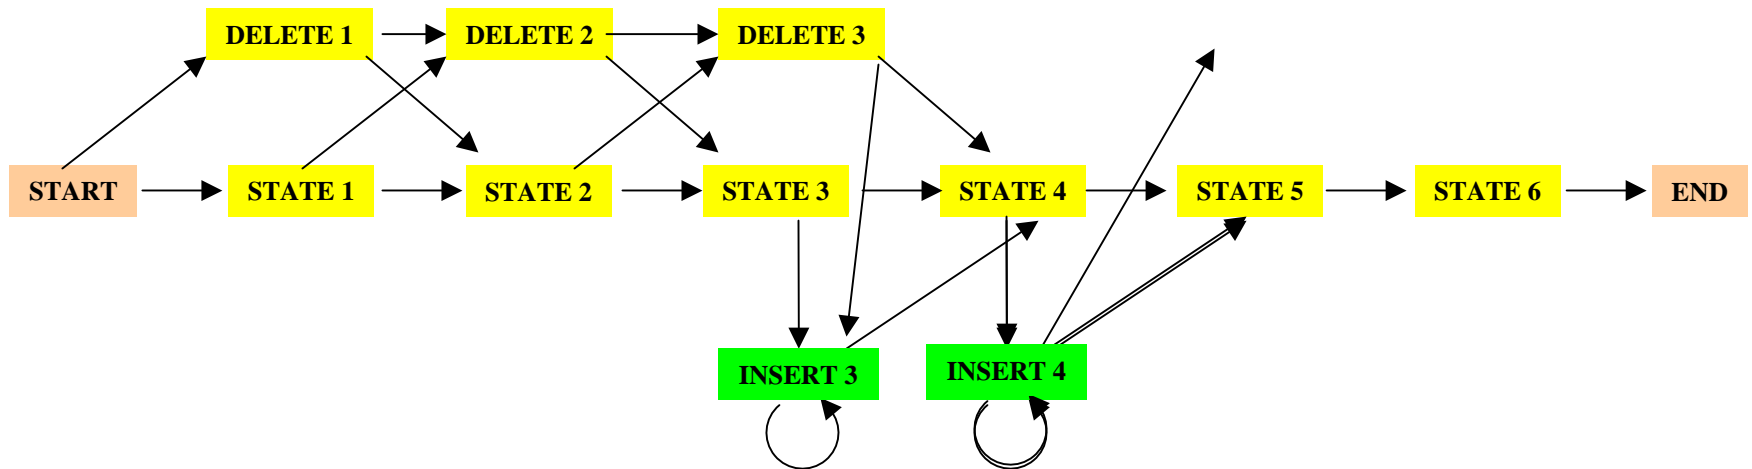 DELETE 1
DELETE 2
DELETE 3
START
STATE 1
STATE 2
STATE 3
STATE 4
STATE 5
STATE 6
END
INSERT 3
INSERT 4